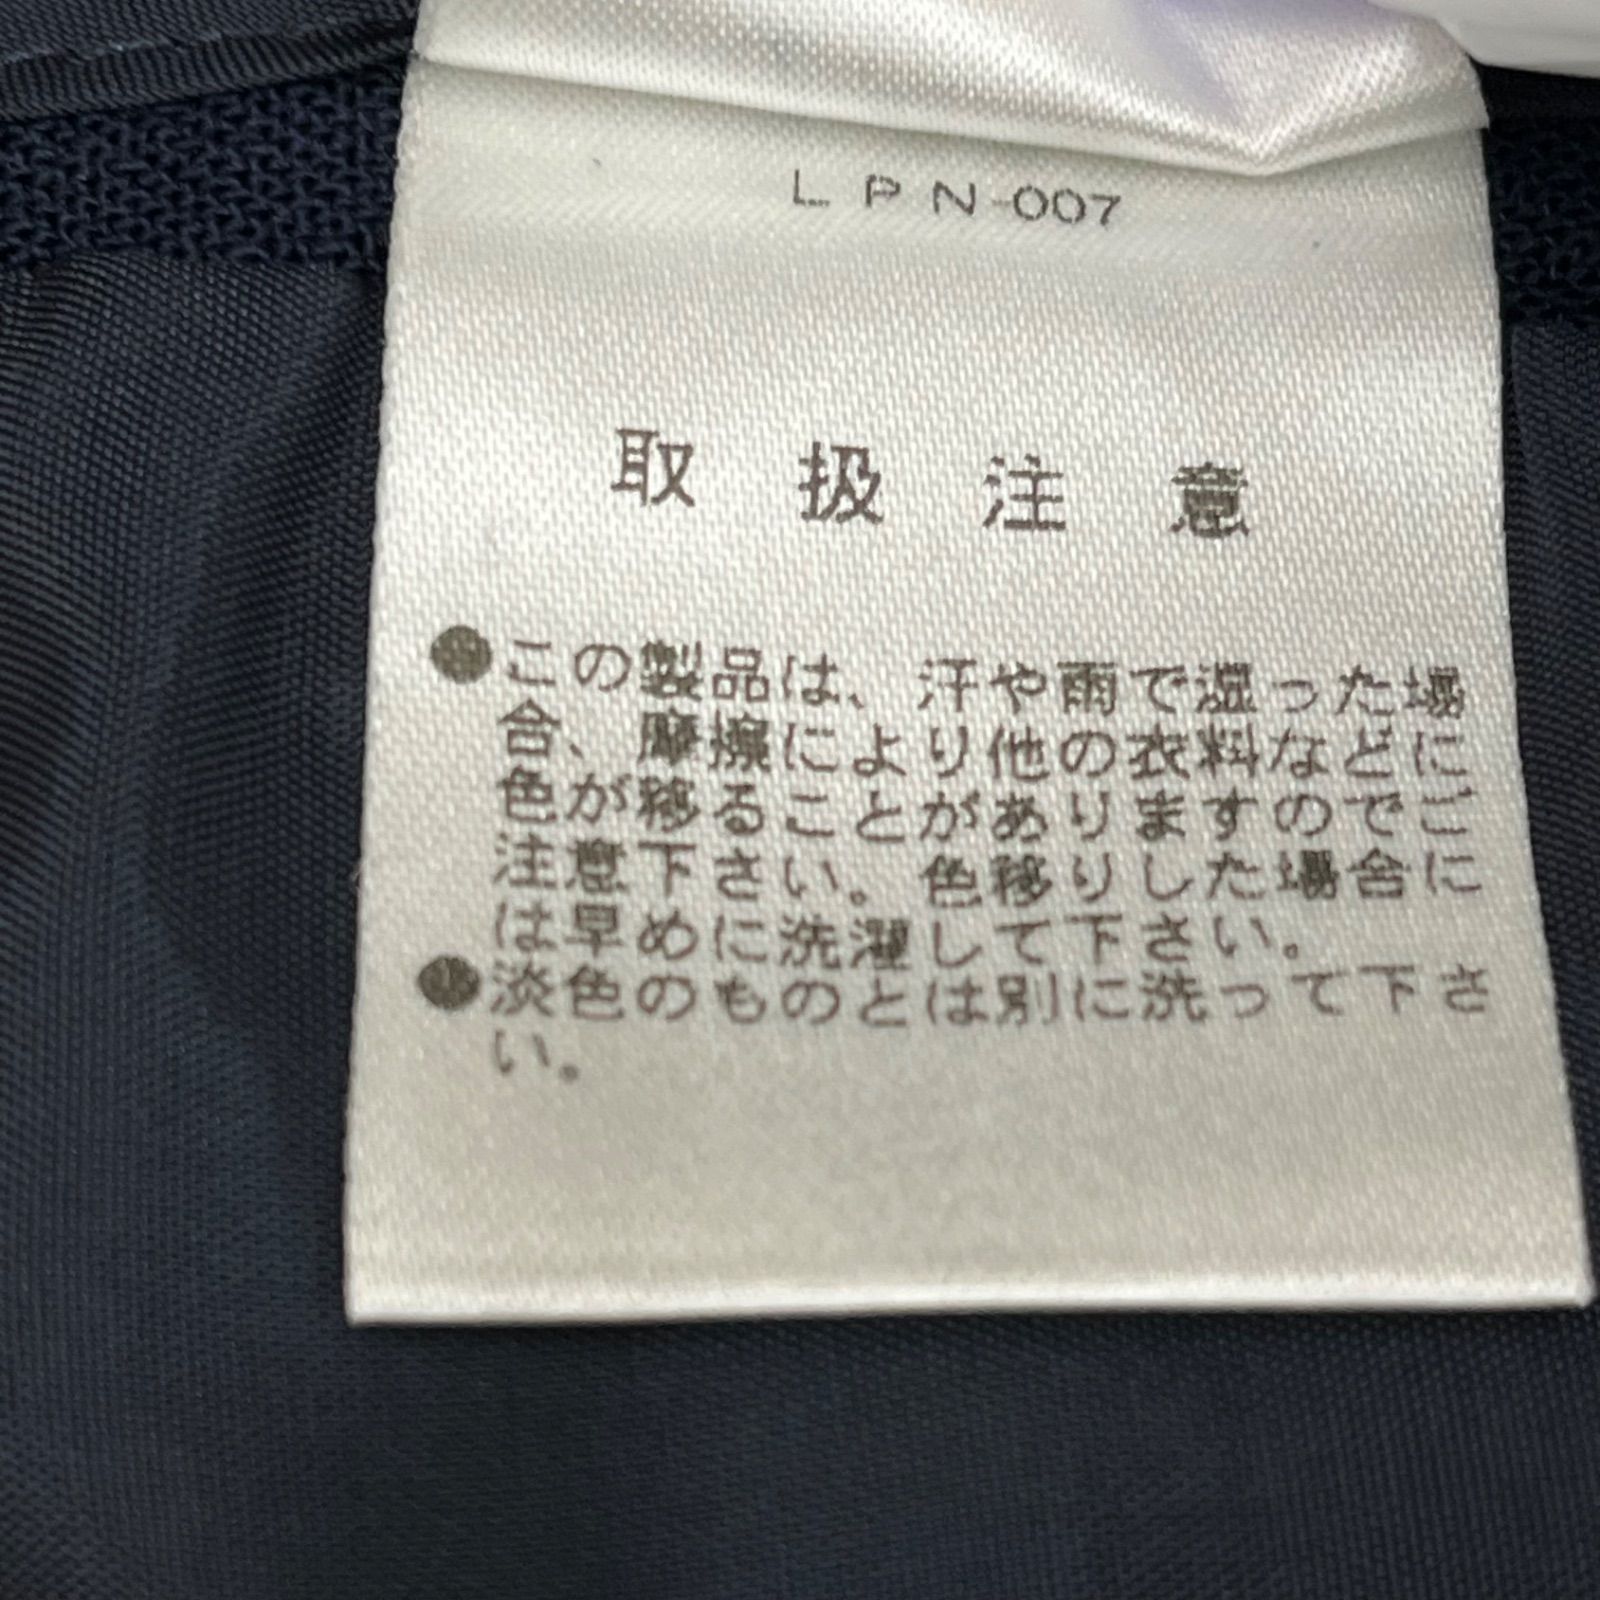 LPN-007
取扱注意
●この製品は、汗や雨で湿った場
合、摩擦により他の衣料などに
色が移ることがありますのでご
注意下さい。色移りした場合に
は早めに洗濯して下さい。
●淡色のものとは別に洗って下さ
い。